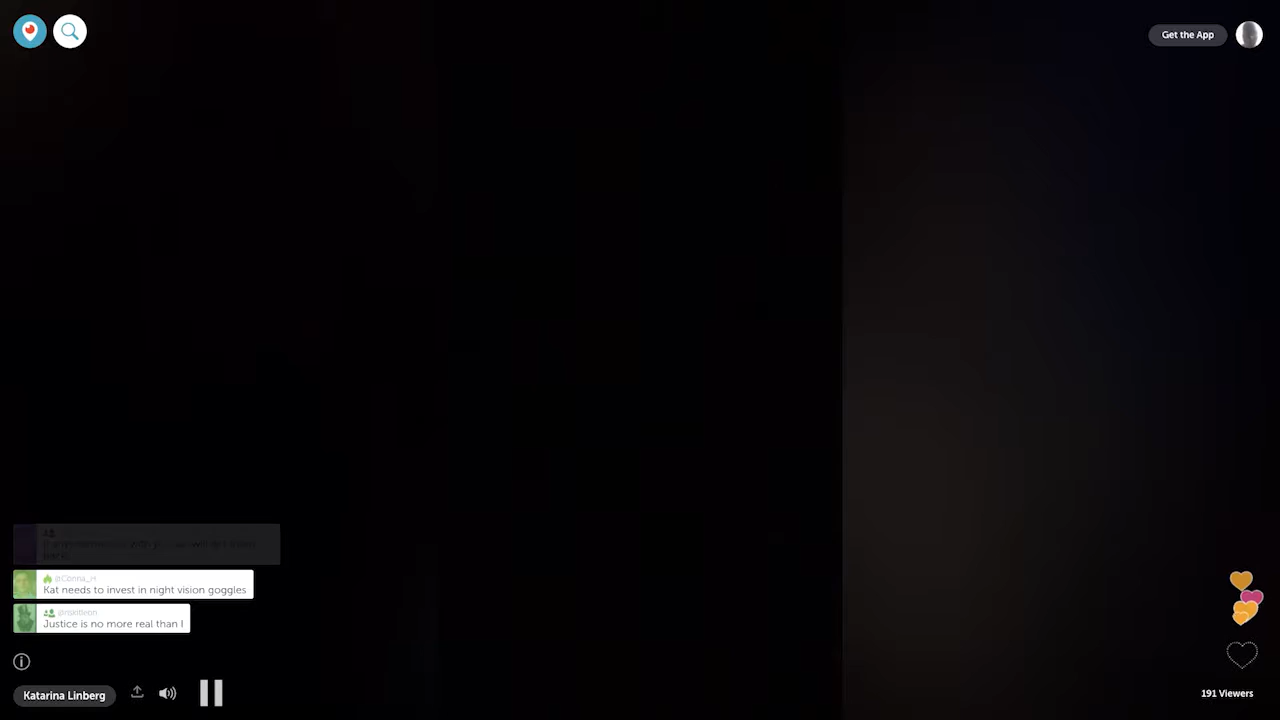 Get the App
@Conna_H
Kat needs to invest in night vision goggles
Justice is no more real than I
Katarina Linberg
191 Viewers